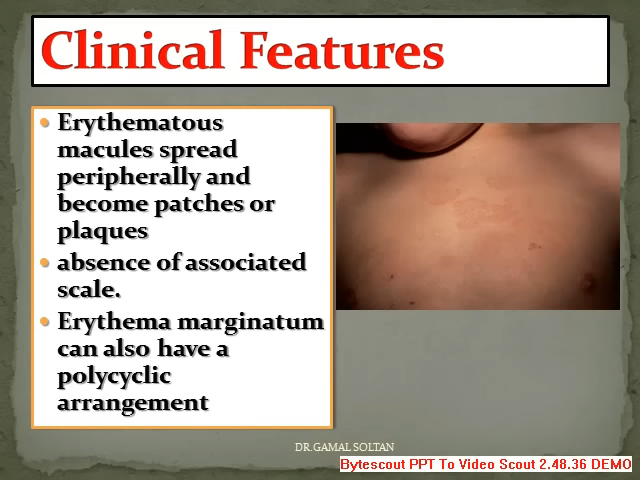 Clinical Features
Erythematous
macules spread
peripherally and
become patches or
plaques
absence of associated
scale.
Erythema marginatum
can also have a
polycyclic
arrangement
DR.GAMAL SOLTAN
Bytescout PPT To Video Scout 2.48.36 DEMO